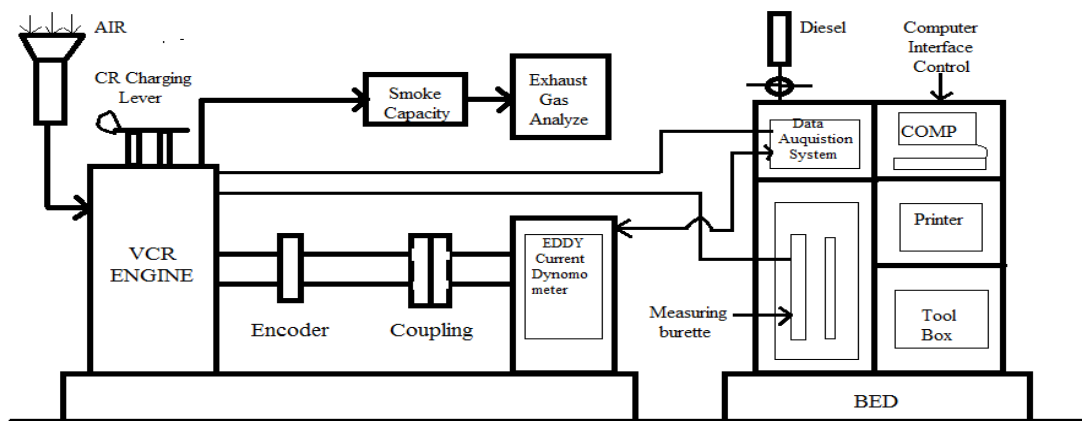 AIR
CR Charging
Lever
Smoke
Capacity
Exhaust
Gas
Analyze
Diesel
Computer
Interface
Control
Data
Auquistion
System
COMP
VCR
ENGINE
EDDY
Current
Dynomo
meter
Printer
Encoder
Coupling
Measuring
burette
Tool
Box
BED